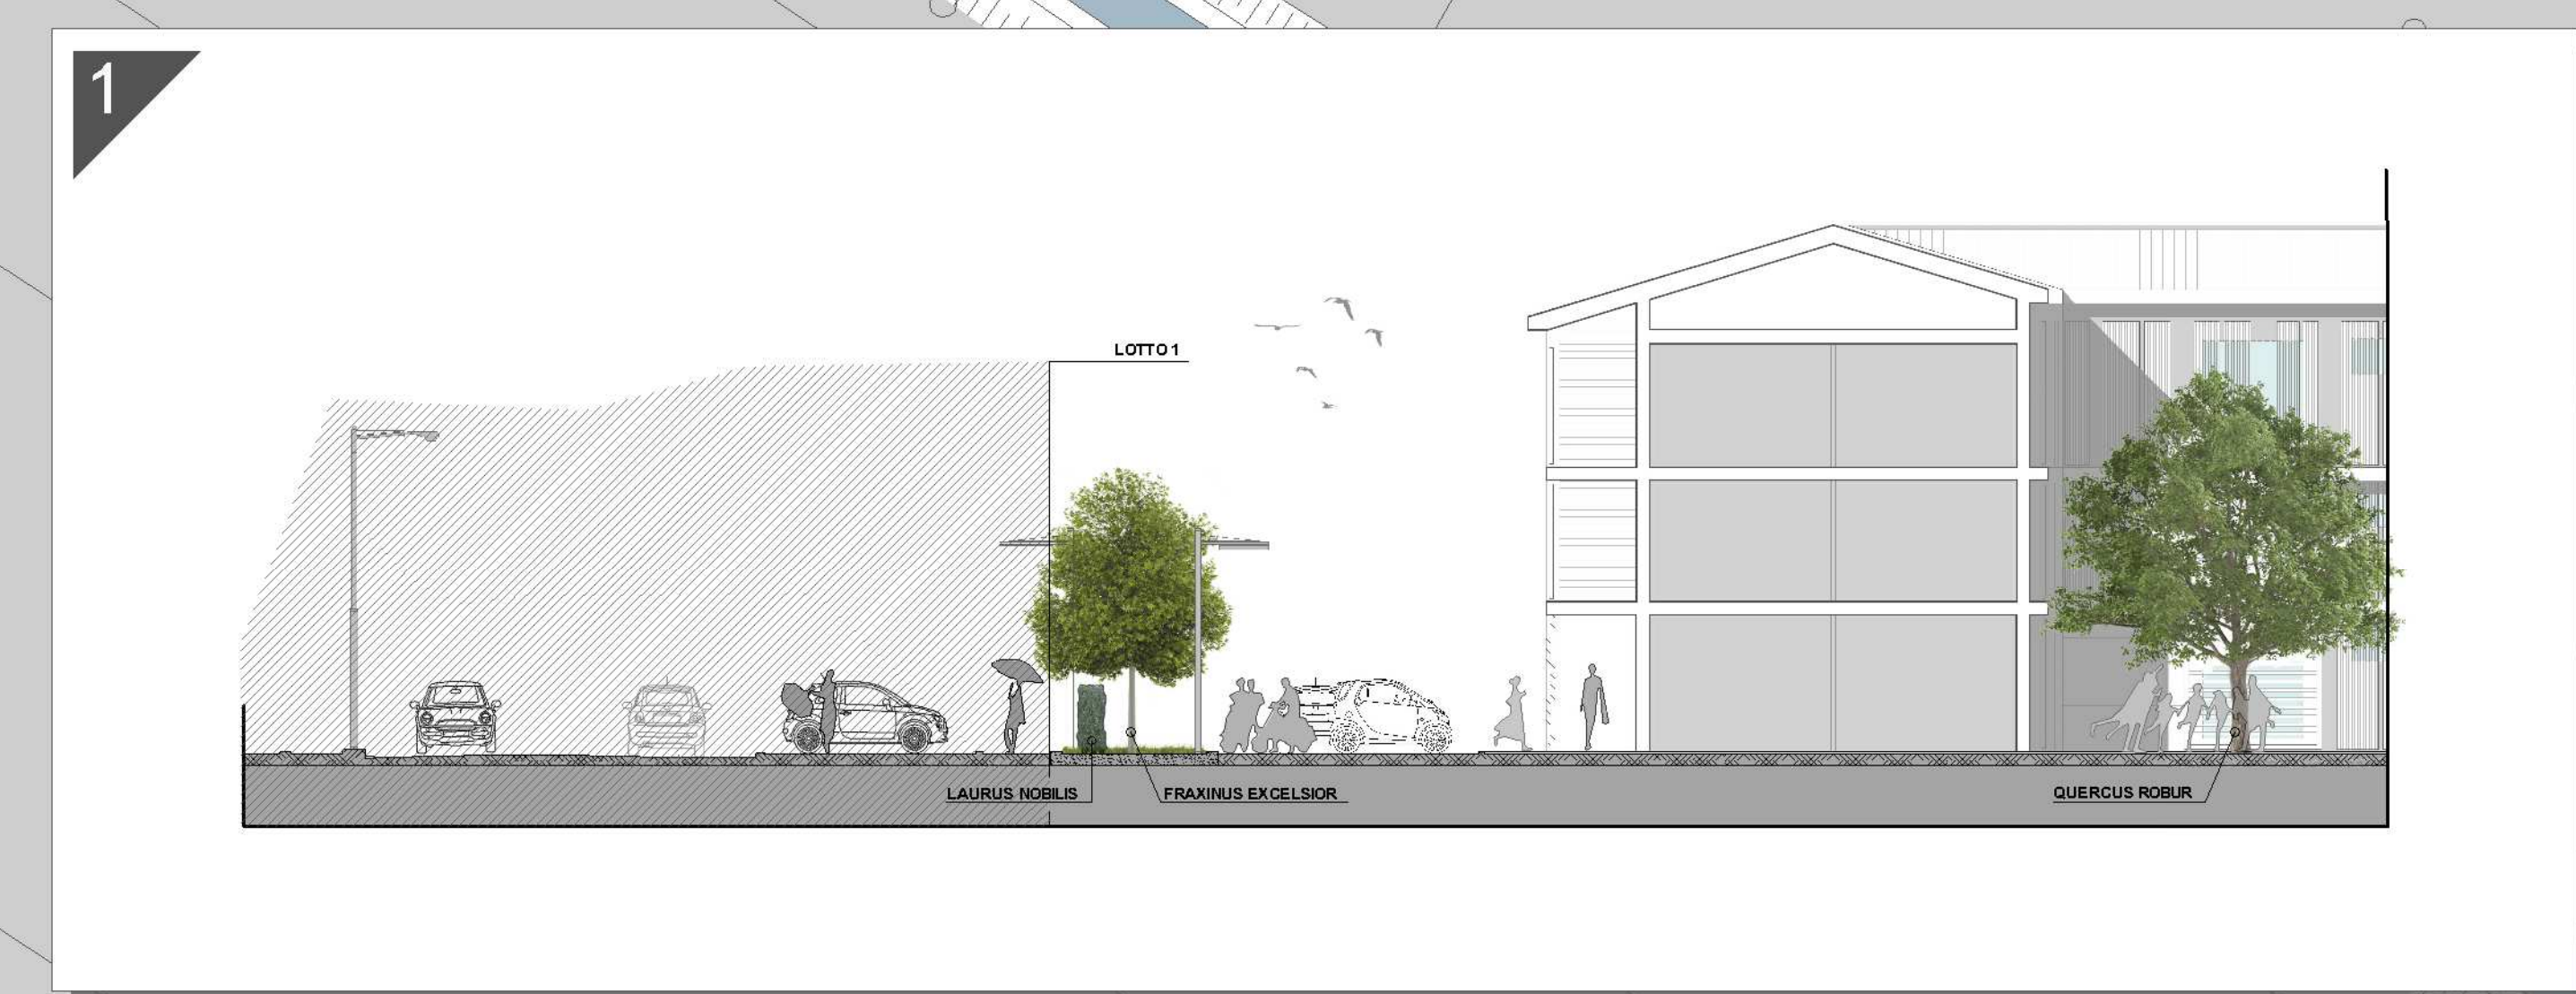 1
LOTTO 1
LAURUS NOBILIS
FRAXINUS EXCELSIOR
QUERCUS ROBUR